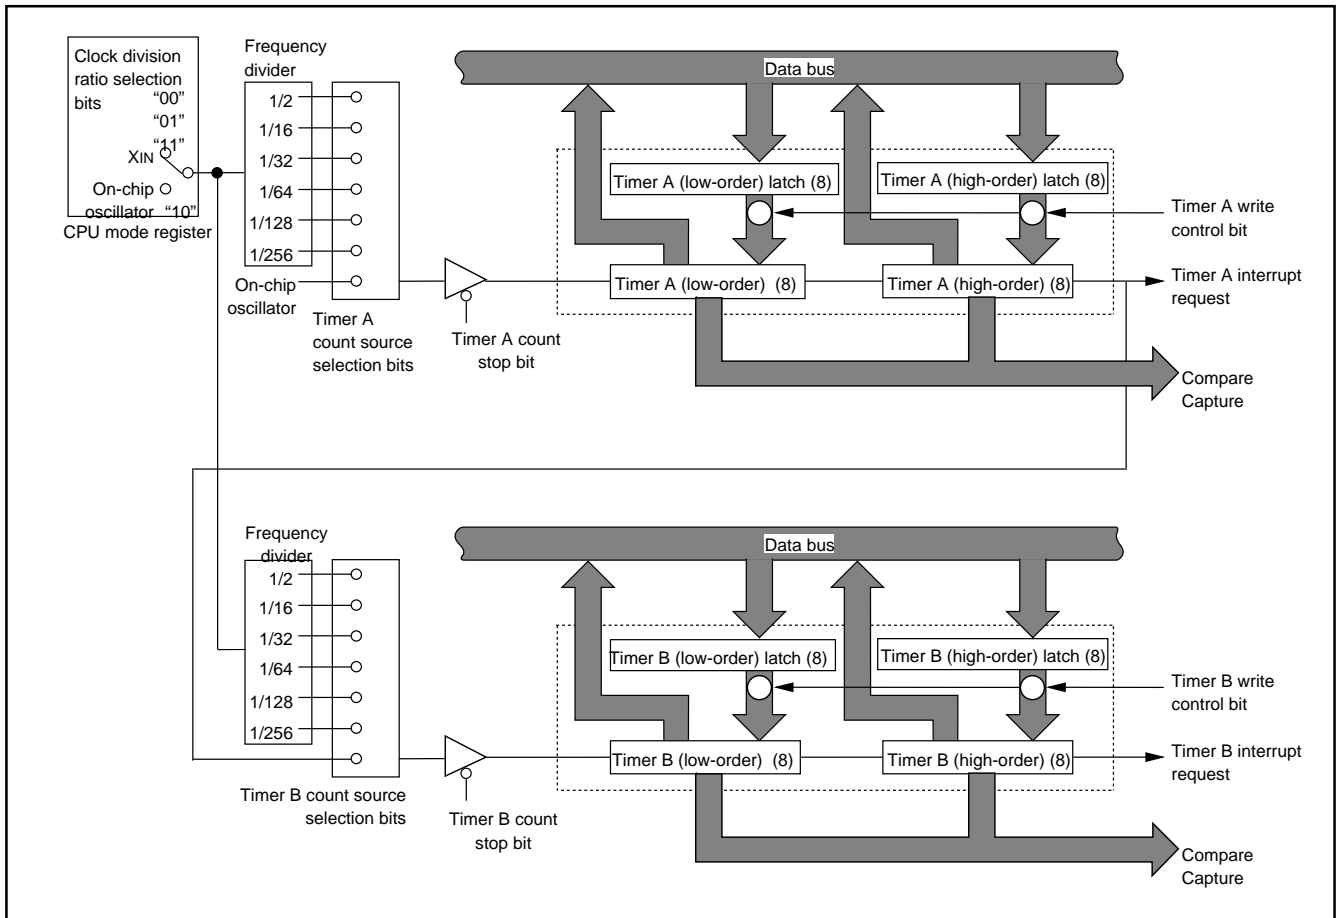 Clock division
ratio selection
bits
“00”
“01”
“11”
XIN
On-chip
oscillator “10”
CPU mode register
Frequency
divider
1/2
1/16
1/32
1/64
1/128
1/256
On-chip
oscillator
Timer A
count source
selection bits
Timer A count
stop bit
Data bus
Timer A (low-order) latch (8)
Timer A (high-order) latch (8)
Timer A write
control bit
Timer A (low-order) (8)
Timer A (high-order) (8)
Timer A interrupt
request
Compare
Capture
Frequency
divider
1/2
1/16
1/32
1/64
1/128
1/256
Timer B count source
selection bits
Timer B count
stop bit
Data bus
Timer B (low-order) latch (8)
Timer B (high-order) latch (8)
Timer B write
control bit
Timer B (low-order) (8)
Timer B (high-order) (8)
Timer B interrupt
request
Compare
Capture